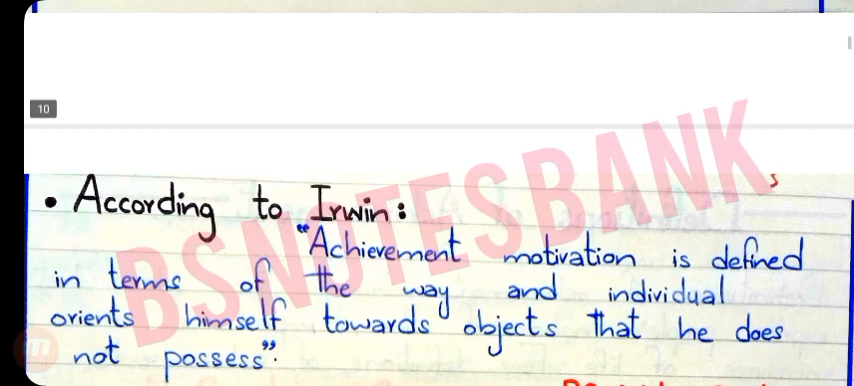 10
• According to Irwin:
"Achievement motivation is defined
in terms of the way and individual
orients himself towards objects that he does
not possess".
BSNOTESBANK